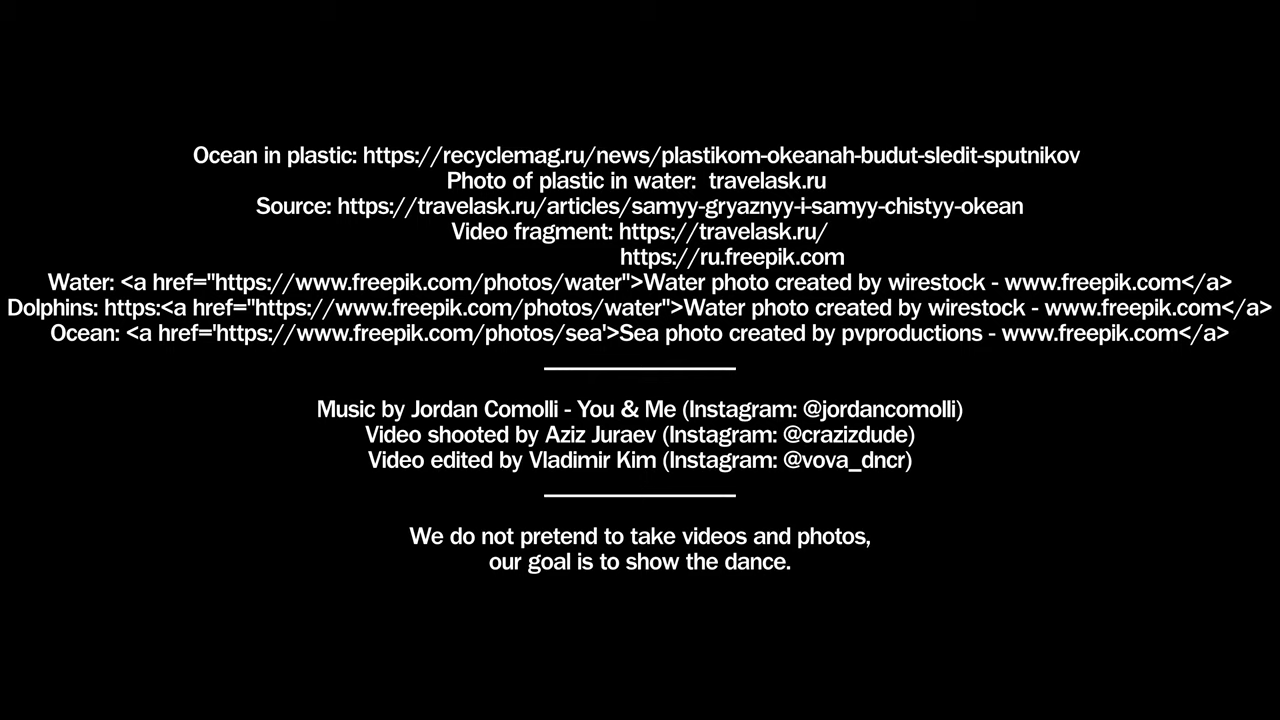 Ocean in plastic: https://recyclemag.ru/news/plastikom-okeanah-budut-sledit-sputnikov
Photo of plastic in water:  travelask.ru
Source: https://travelask.ru/articles/samyy-gryaznyy-i-samyy-chistyy-okean
Video fragment: https://travelask.ru/
https://ru.freepik.com
Water: <a href="https://www.freepik.com/photos/water">Water photo created by wirestock - www.freepik.com</a>
Dolphins: https:<a href="https://www.freepik.com/photos/water">Water photo created by wirestock - www.freepik.com</a>
Ocean: <a href='https://www.freepik.com/photos/sea'>Sea photo created by pvproductions - www.freepik.com</a>
Music by Jordan Comolli - You & Me (Instagram: @jordancomolli)
Video shooted by Aziz Juraev (Instagram: @crazizdude)
Video edited by Vladimir Kim (Instagram: @vova_dncr)
We do not pretend to take videos and photos,
our goal is to show the dance.